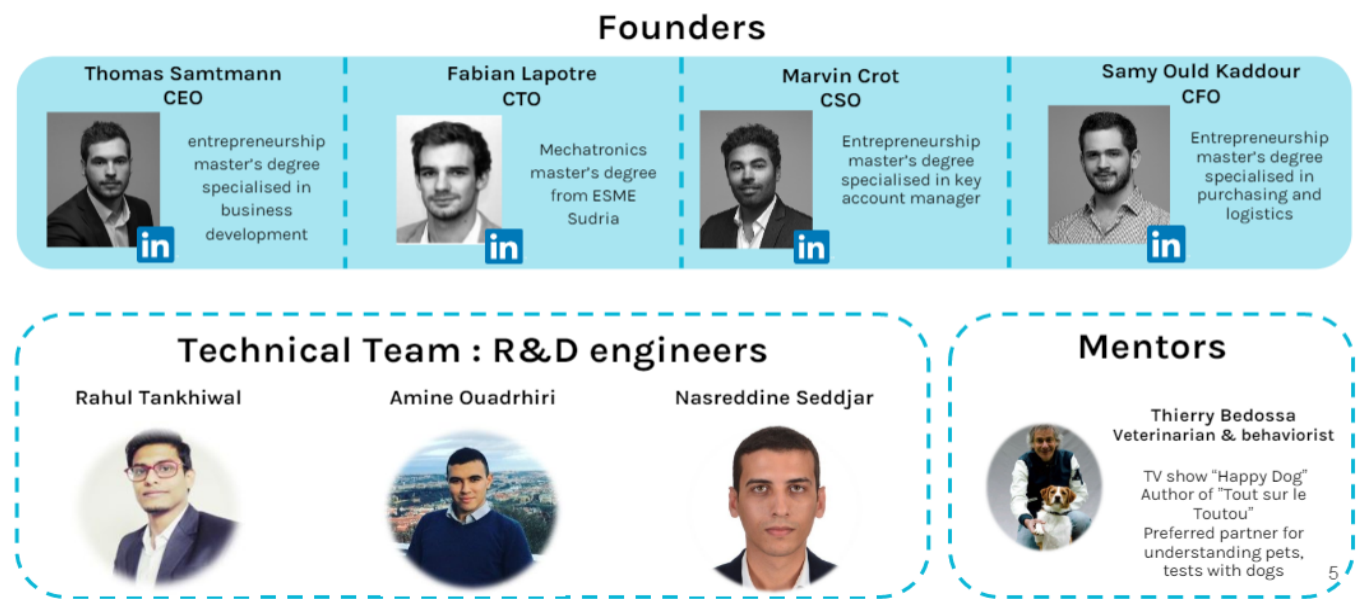 Founders
Thomas Samtmann
CEO
entrepreneurship
master's degree
specialised in
business
development
in
Fabian Lapotre
CTO
Mechatronics
master's degree
from ESME
Sudria
in
Marvin Crot
CSO
Entrepreneurship
master's degree
specialised in key
account manager
in
Samy Ould Kaddour
CFO
Entrepreneurship
master's degree
specialised in
purchasing and
logistics
in
Technical Team : R&D engineers
Rahul Tankhiwal
Amine Ouadrhiri
Nasreddine Seddjar
Mentors
Thierry Bedossa
Veterinarian & behaviorist
TV show "Happy Dog"
Author of "Tout sur le
Toutou"
Preferred partner for
understanding pets,
tests with dogs
5